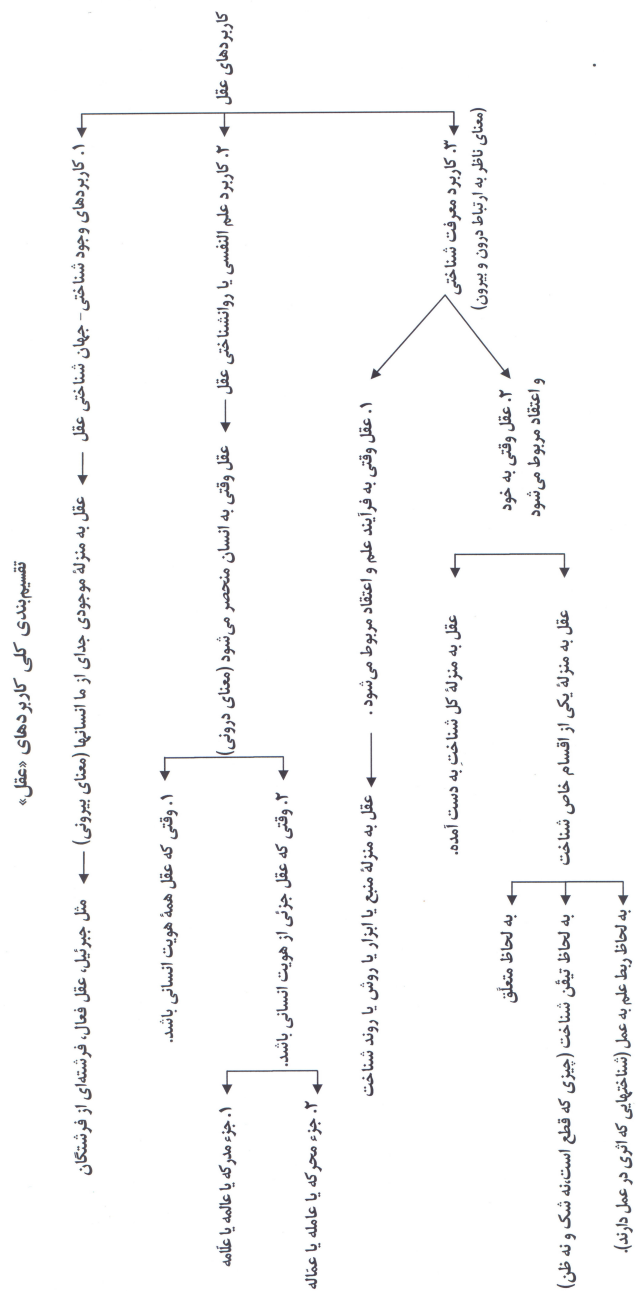 تقسیم‌بندی کلی کاربردهای «عقل»
کاربردهای عقل
۱. کاربردهای وجود شناختی- جهان شناختی عقل
عقل به منزلهٔ موجودی جدای از ما انسانها (معنای بیرونی)
مثل جبرئیل، عقل فعال، فرشته‌ای از فرشتگان
۲. کاربرد علم النفسی یا روانشناختی عقل
عقل وقتی به انسان منحصر می‌شود (معنای درونی)
۱. وقتی که عقل همهٔ هویت انسانی باشد.
۲. وقتی که عقل جزئی از هویت انسانی باشد.
۱. جزء مدرکه یا عالمه یا علّامه
۲. جزء محرکه یا عامله یا عمّاله
۳. کاربرد معرفت شناختی
(معنای ناظر به ارتباط درون و بیرون)
۱. عقل وقتی به فرآیند علم و اعتقاد مربوط می‌شود .
عقل به منزلهٔ منبع یا ابزار یا روش یا روند شناخت
۲. عقل وقتی به خود
و اعتقاد مربوط می‌شود
عقل به منزلهٔ کل شناختِ به دست آمده.
عقل به منزلهٔ یکی از اقسام خاص شناخت
به لحاظ متعلّق
به لحاظ تیقّن شناخت (چیزی که قطع است،نه شک و نه ظن)
به لحاظ ربط علم به عمل (شناختهایی که اثری در عمل دارند).